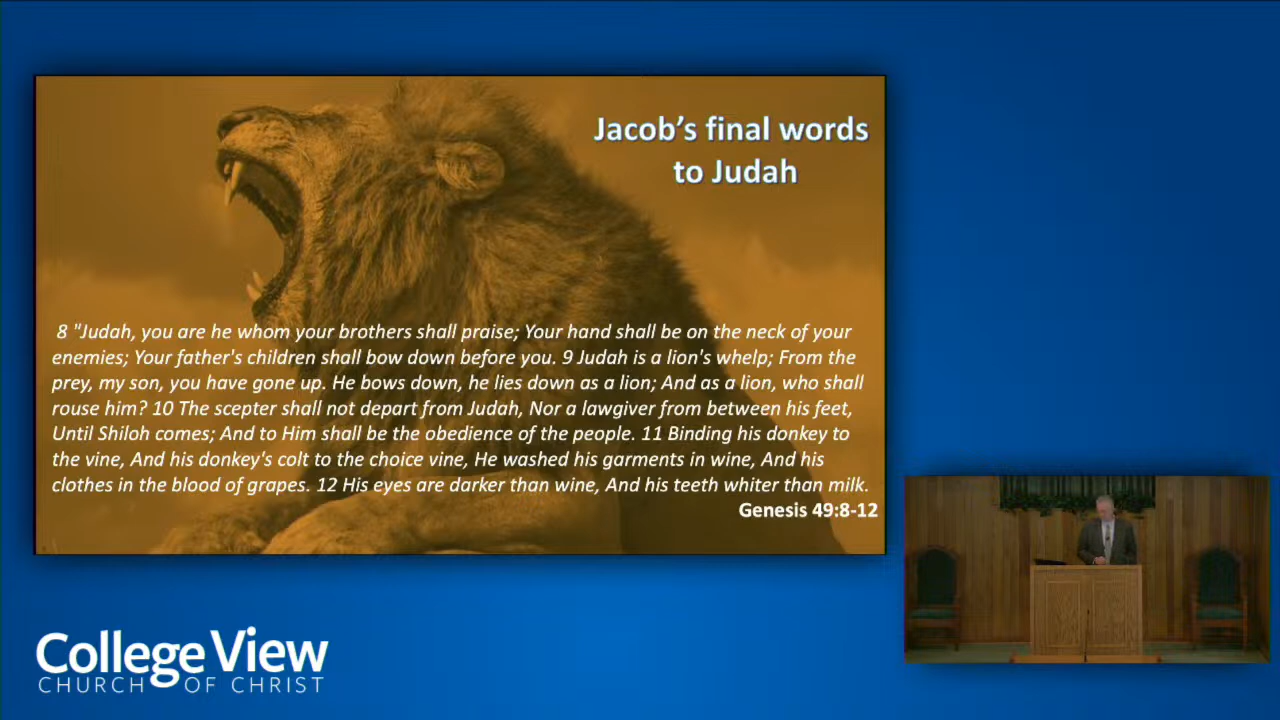 Jacob's final words
to Judah
8 "Judah, you are he whom your brothers shall praise; Your hand shall be on the neck of your
enemies; Your father's children shall bow down before you. 9 Judah is a lion's whelp; From the
prey, my son, you have gone up. He bows down, he lies down as a lion; And as a lion, who shall
rouse him? 10 The scepter shall not depart from Judah, Nor a lawgiver from between his feet,
Until Shiloh comes; And to Him shall be the obedience of the people. 11 Binding his donkey to
the vine, And his donkey's colt to the choice vine, He washed his garments in wine, And his
clothes in the blood of grapes. 12 His eyes are darker than wine, And his teeth whiter than milk.
Genesis 49:8-12
College View
CHURCH OF CHRIST